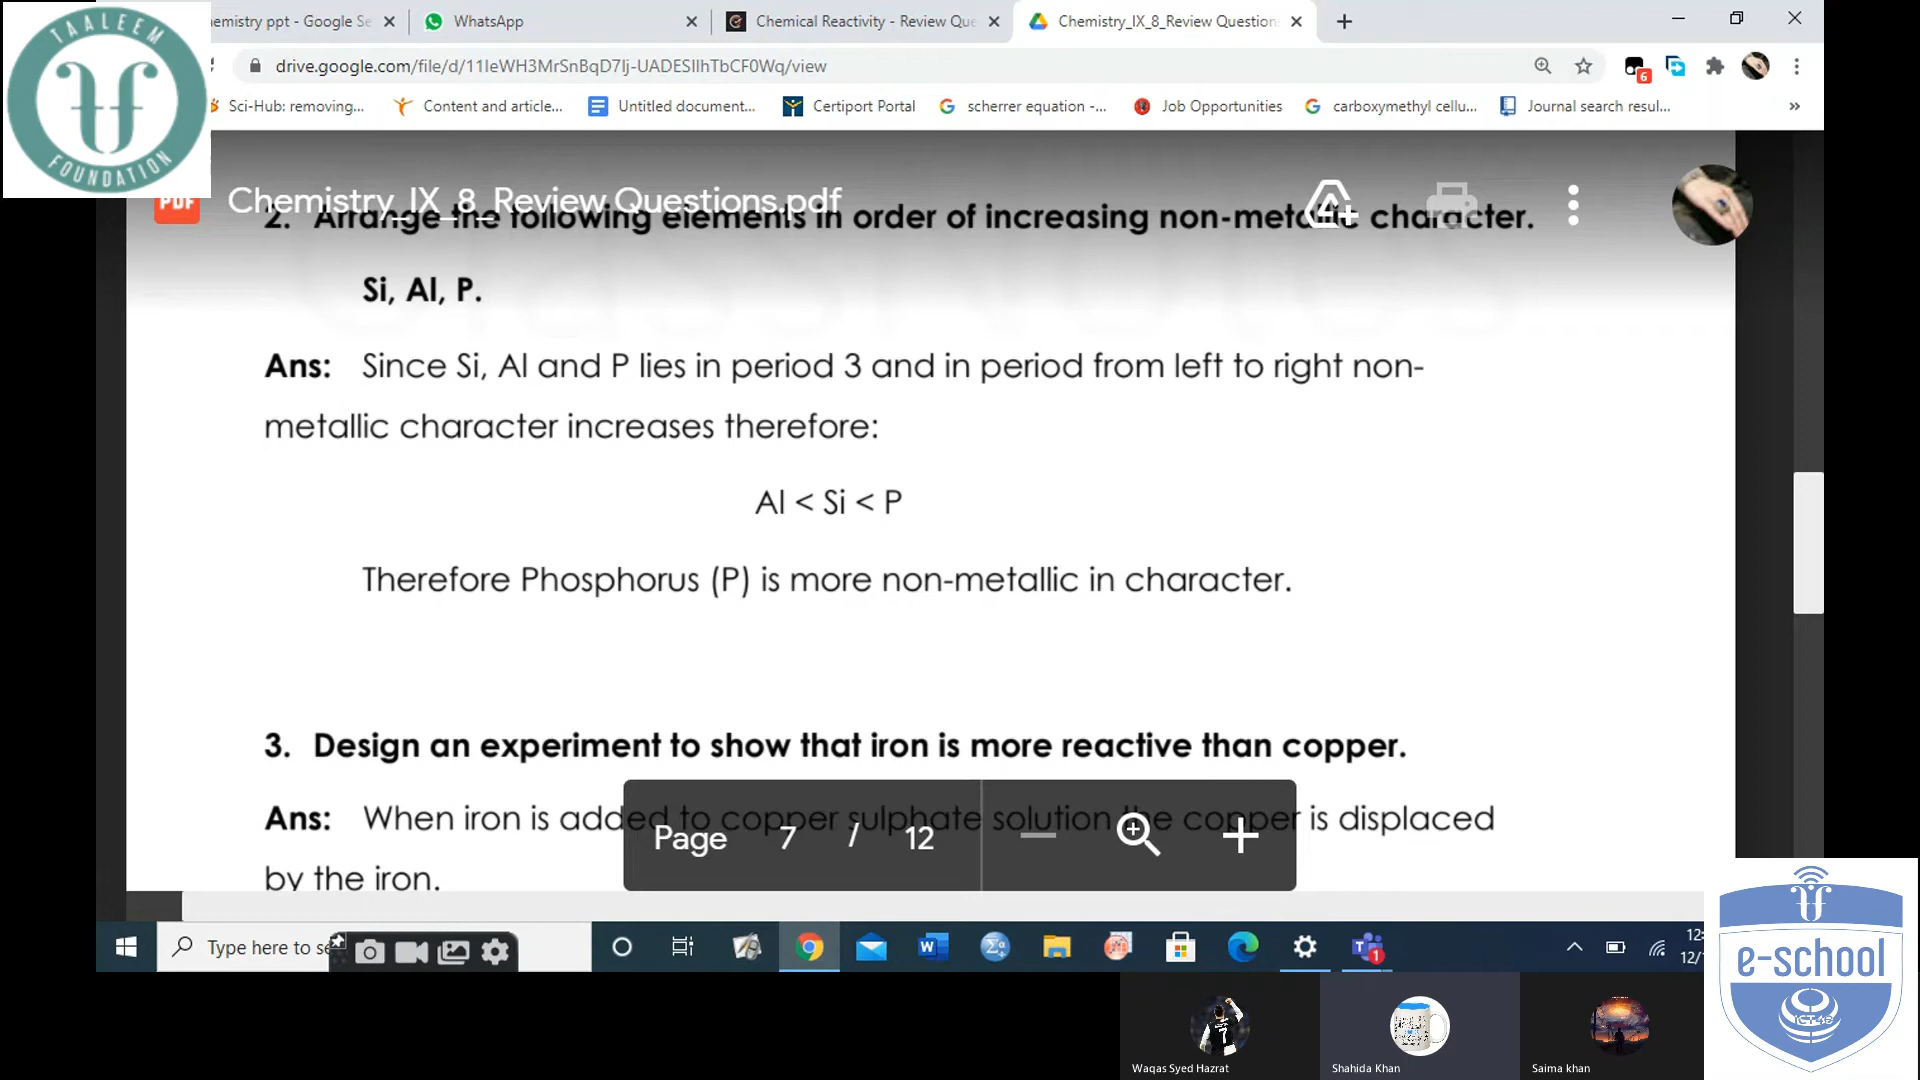 emistry ppt - Google Se
WhatsApp
Chemical Reactivity - Review Que
Chemistry_IX_8_Review Question
TAALEEM
FOUNDATION
drive.google.com/file/d/11IeWH3MrSnBqD7Ij-UADESIIhTbCF0Wq/view
6
Sci-Hub: removing...
Content and article...
Untitled document...
Certiport Portal
scherrer equation -...
Job Opportunities
carboxymethyl cellu...
Journal search resul...
»
PDF
Chemistry_IX_8_Review Questions.pdf
2. Arrange the following elements in order of increasing non-metallic character.
Si, Al, P.
Ans: Since Si, Al and P lies in period 3 and in period from left to right non-
metallic character increases therefore:
Al < Si < P
Therefore Phosphorus (P) is more non-metallic in character.
3. Design an experiment to show that iron is more reactive than copper.
Ans: When iron is added to copper sulphate solution the copper is displaced
by the iron.
Page 7 / 12
Type here to se
1
12:
12/
e-school
Waqas Syed Hazrat
Shahida Khan
Saima khan